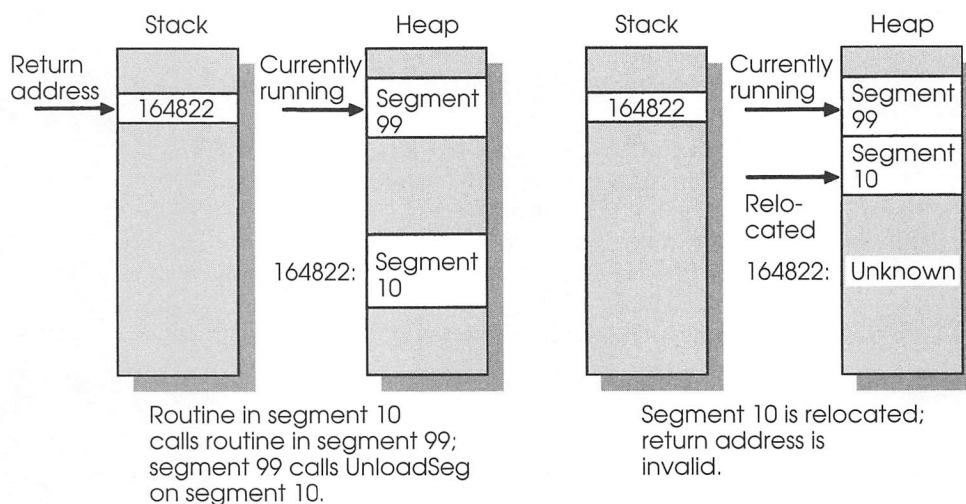 Stack
Heap
Return
address
164822
Currently
running
Segment
99
164822:
Segment
10
Routine in segment 10
calls routine in segment 99;
segment 99 calls UnloadSeg
on segment 10.
Stack
Heap
164822
Currently
running
Segment
99
Segment
10
Relo-
cated
164822:
Unknown
Segment 10 is relocated;
return address is
invalid.